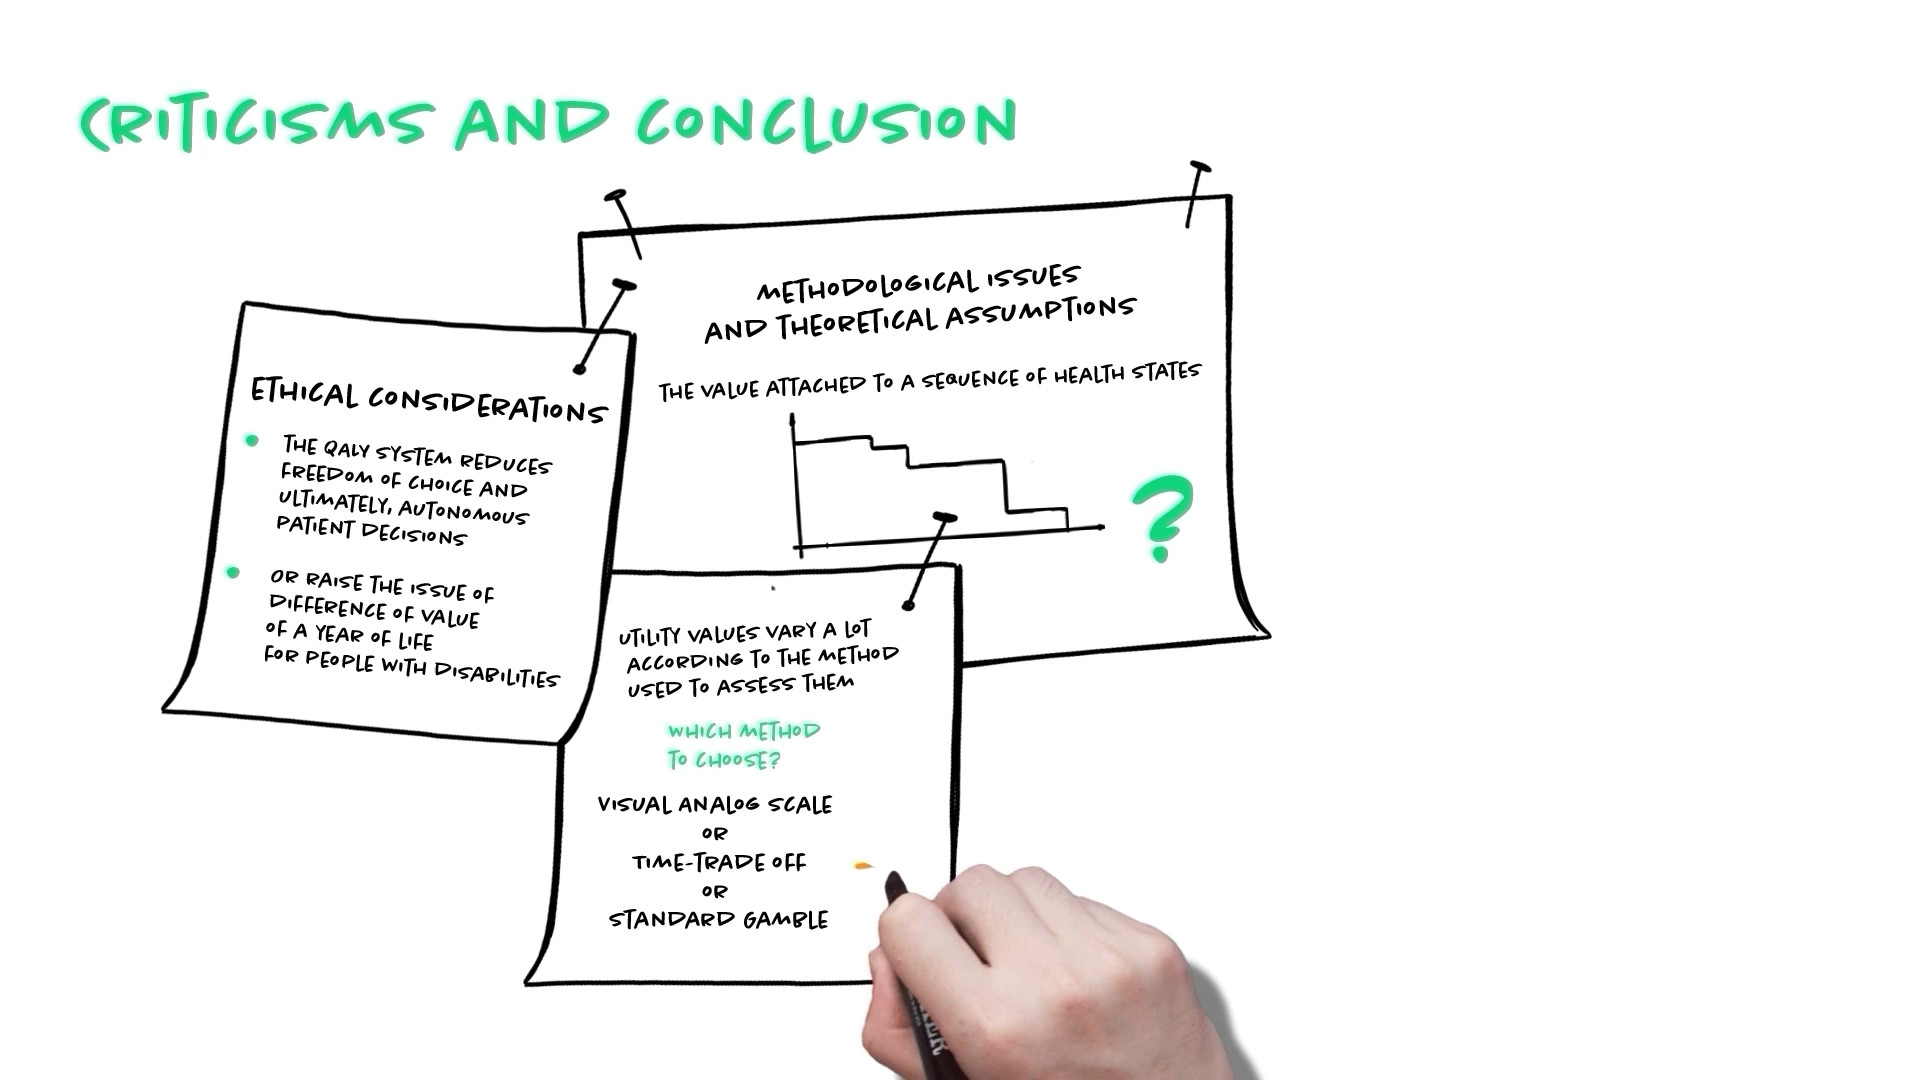 CRITICISMS AND CONCLUSION
METHODOLOGICAL ISSUES
AND THEORETICAL ASSUMPTIONS
THE VALUE ATTACHED TO A SEQUENCE OF HEALTH STATES
?
ETHICAL CONSIDERATIONS
THE QALY SYSTEM REDUCES
FREEDOM OF CHOICE AND
ULTIMATELY, AUTONOMOUS
PATIENT DECISIONS
OR RAISE THE ISSUE OF
DIFFERENCE OF VALUE
OF A YEAR OF LIFE
FOR PEOPLE WITH DISABILITIES
UTILITY VALUES VARY A LOT
ACCORDING TO THE METHOD
USED TO ASSESS THEM
WHICH METHOD
TO CHOOSE?
VISUAL ANALOG SCALE
OR
TIME-TRADE OFF
OR
STANDARD GAMBLE